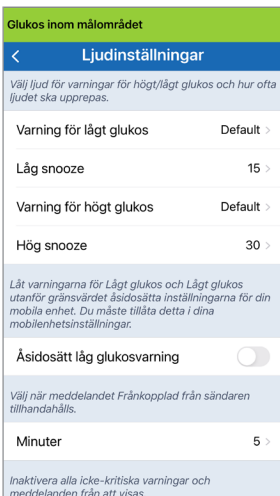 Glukos inom målområdet
Ljudinställningar
Välj ljud för varningar för högt/lågt glukos och hur ofta
ljudet ska upprepas.
Varning för lågt glukos Default
Låg snooze 15
Varning för högt glukos Default
Hög snooze 30
Låt varningarna för Lågt glukos och Lågt glukos
utanför gränsvärdet åsidosätta inställningarna för din
mobila enhet. Du måste tillåta detta i dina
mobilenhetsinställningar.
Åsidosätt låg glukosvarning
Välj när meddelandet Frånkopplad från sändaren
tillhandahålls.
Minuter 5
Inaktivera alla icke-kritiska varningar och
meddelanden från att visas